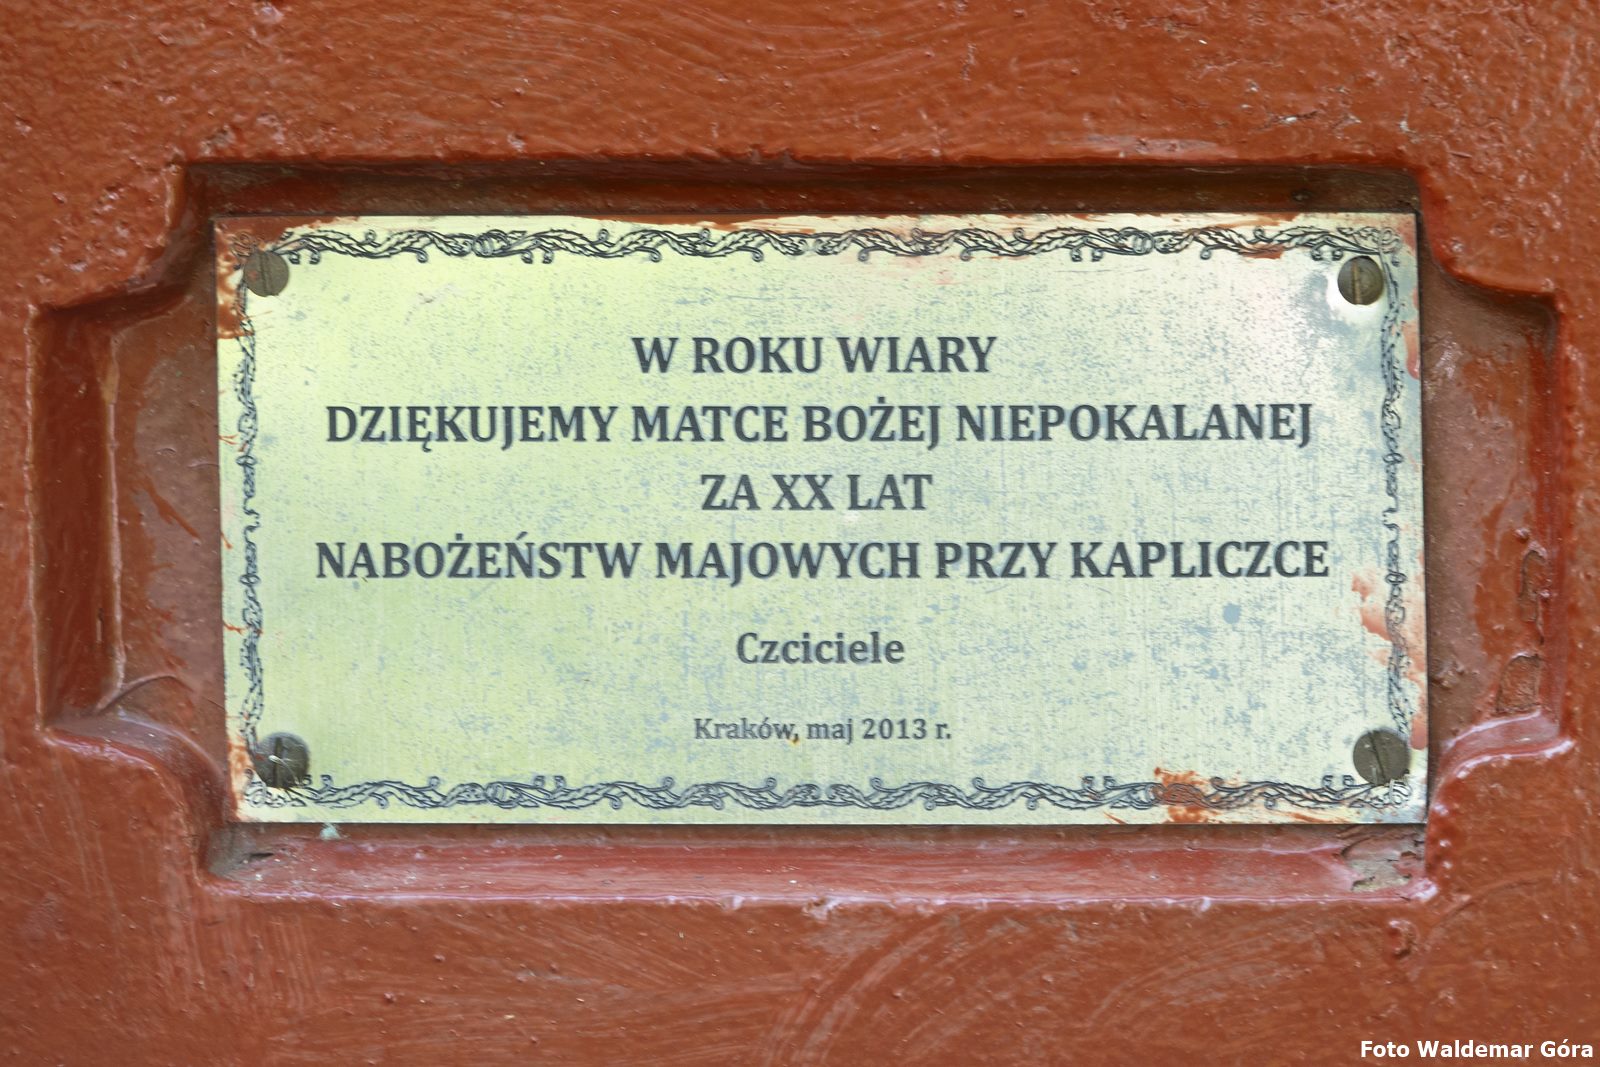 W ROKU WIARY
DZIĘKUJEMY MATCE BOŻEJ NIEPOKALANEJ
ZA XX LAT
NABOŻEŃSTW MAJOWYCH PRZY KAPLICZCE
Czciciele
Kraków, maj 2013 r.
Foto Waldemar Góra